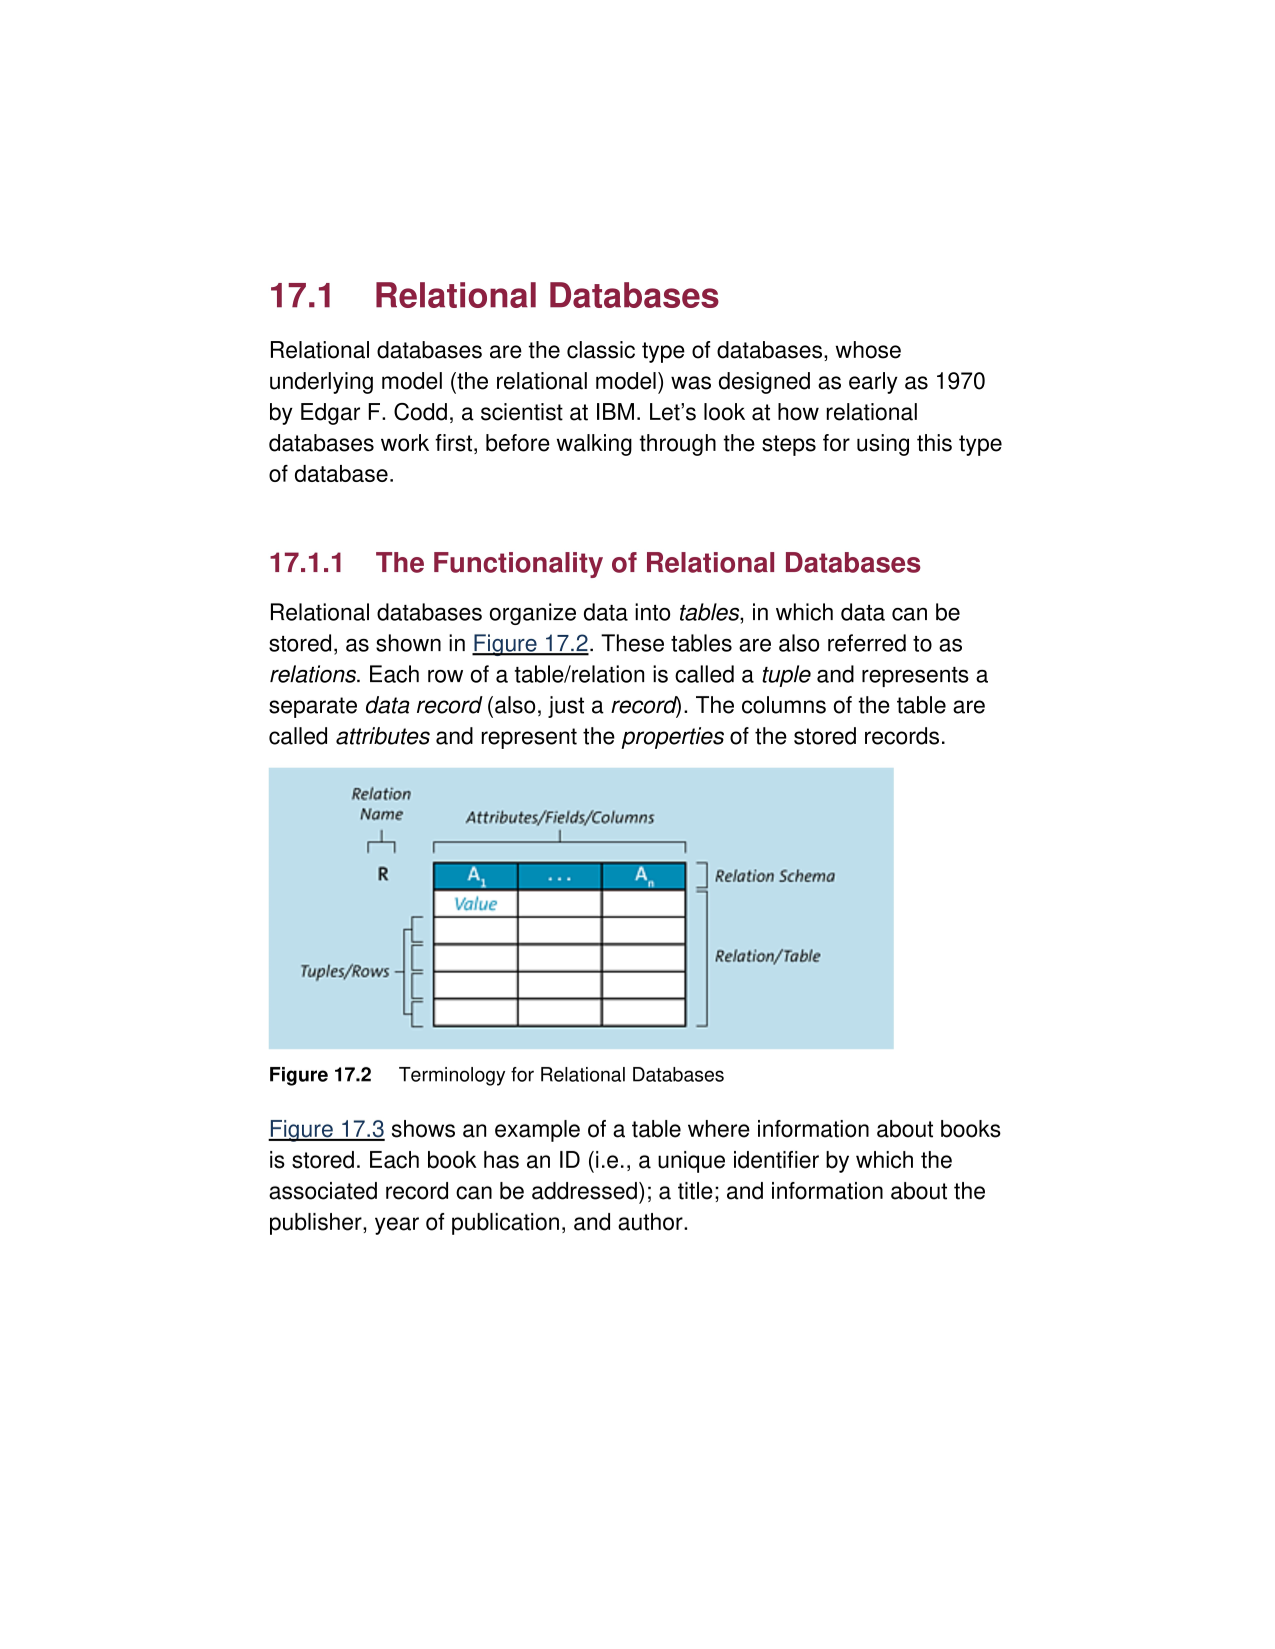 17.1 Relational Databases
Relational databases are the classic type of databases, whose
underlying model (the relational model) was designed as early as 1970
by Edgar F. Codd, a scientist at IBM. Let’s look at how relational
databases work first, before walking through the steps for using this type
of database.
17.1.1 The Functionality of Relational Databases
Relational databases organize data into tables, in which data can be
stored, as shown in Figure 17.2. These tables are also referred to as
relations. Each row of a table/relation is called a tuple and represents a
separate data record (also, just a record). The columns of the table are
called attributes and represent the properties of the stored records.
Relation
Name
Attributes/Fields/Columns
R
A1 ... An
Relation Schema
Value
Relation/Table
Tuples/Rows
Figure 17.2 Terminology for Relational Databases
Figure 17.3 shows an example of a table where information about books
is stored. Each book has an ID (i.e., a unique identifier by which the
associated record can be addressed); a title; and information about the
publisher, year of publication, and author.